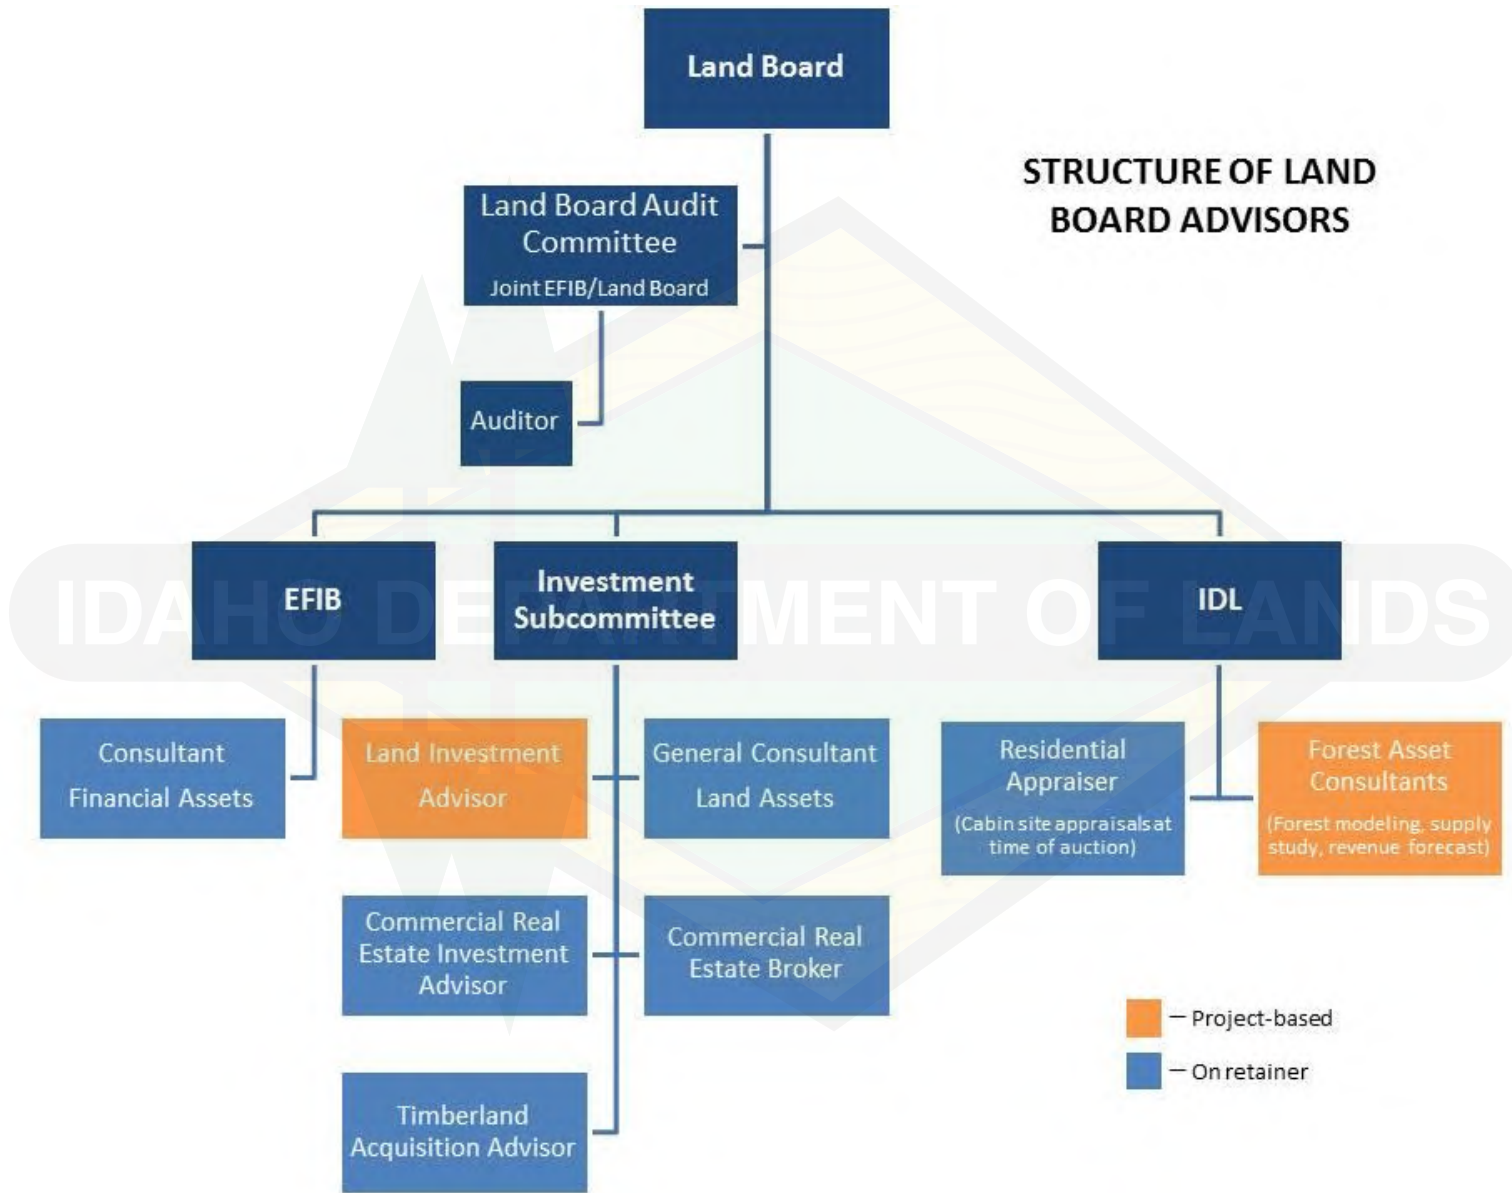 Land Board
STRUCTURE OF LAND
BOARD ADVISORS
Land Board Audit
Committee
Joint EFIB/Land Board
Auditor
EFIB
Investment
Subcommittee
IDL
IDAHO DEPARTMENT OF LANDS
Consultant
Financial Assets
Land Investment
Advisor
General Consultant
Land Assets
Residential
Appraiser
(Cabin site appraisals at
time of auction)
Forest Asset
Consultants
(Forest modeling, supply
study, revenue forecast)
Commercial Real
Estate Investment
Advisor
Commercial Real
Estate Broker
Timberland
Acquisition Advisor
— Project-based
— On retainer